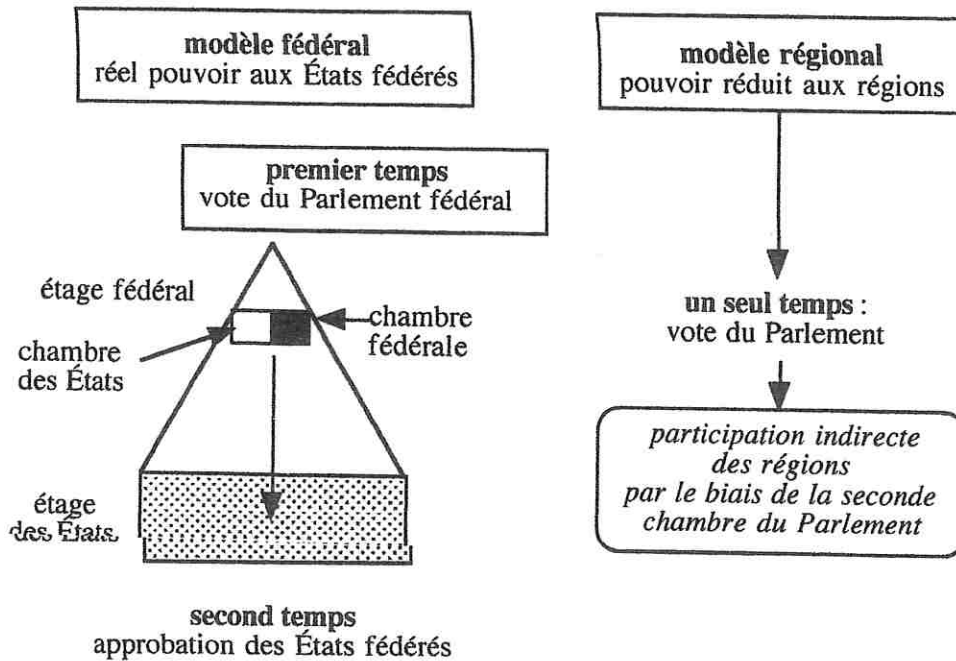 modèle fédéral
réel pouvoir aux États fédérés
modèle régional
pouvoir réduit aux régions
premier temps
vote du Parlement fédéral
étage fédéral
chambre
fédérale
chambre
des États
étage
des États
second temps
approbation des États fédérés
un seul temps :
vote du Parlement
participation indirecte
des régions
par le biais de la seconde
chambre du Parlement